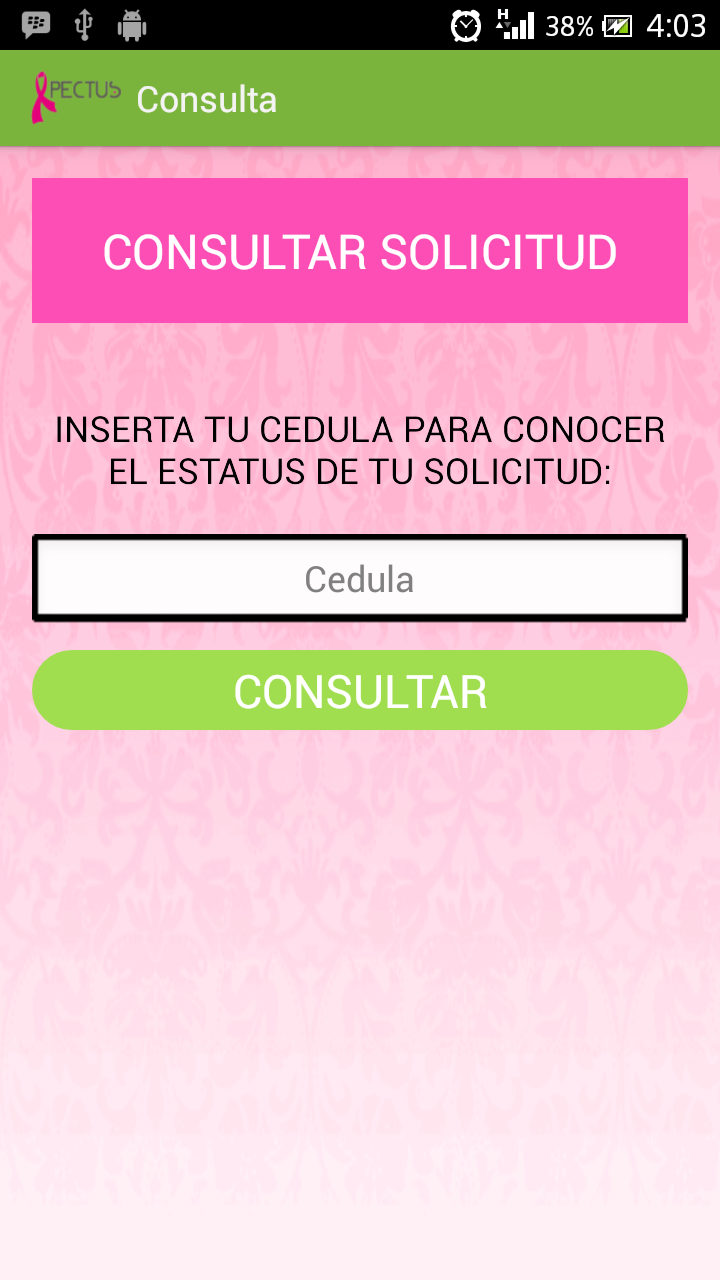 H
38%
4:03
PECTUS
Consulta
CONSULTAR SOLICITUD
INSERTA TU CEDULA PARA CONOCER
EL ESTATUS DE TU SOLICITUD:
Cedula
CONSULTAR